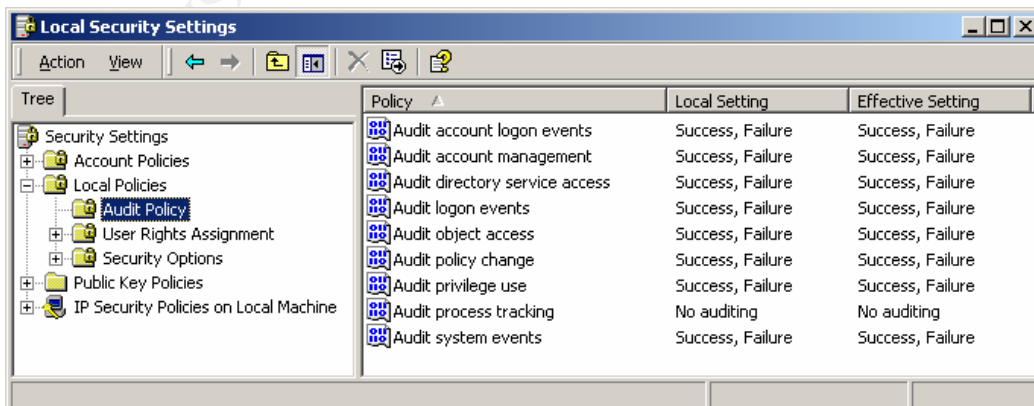 Local Security Settings
Action View
Tree
Security Settings
Account Policies
Local Policies
Audit Policy
User Rights Assignment
Security Options
Public Key Policies
IP Security Policies on Local Machine
Policy Local Setting Effective Setting
Audit account logon events Success, Failure Success, Failure
Audit account management Success, Failure Success, Failure
Audit directory service access Success, Failure Success, Failure
Audit logon events Success, Failure Success, Failure
Audit object access Success, Failure Success, Failure
Audit policy change Success, Failure Success, Failure
Audit privilege use Success, Failure Success, Failure
Audit process tracking No auditing No auditing
Audit system events Success, Failure Success, Failure